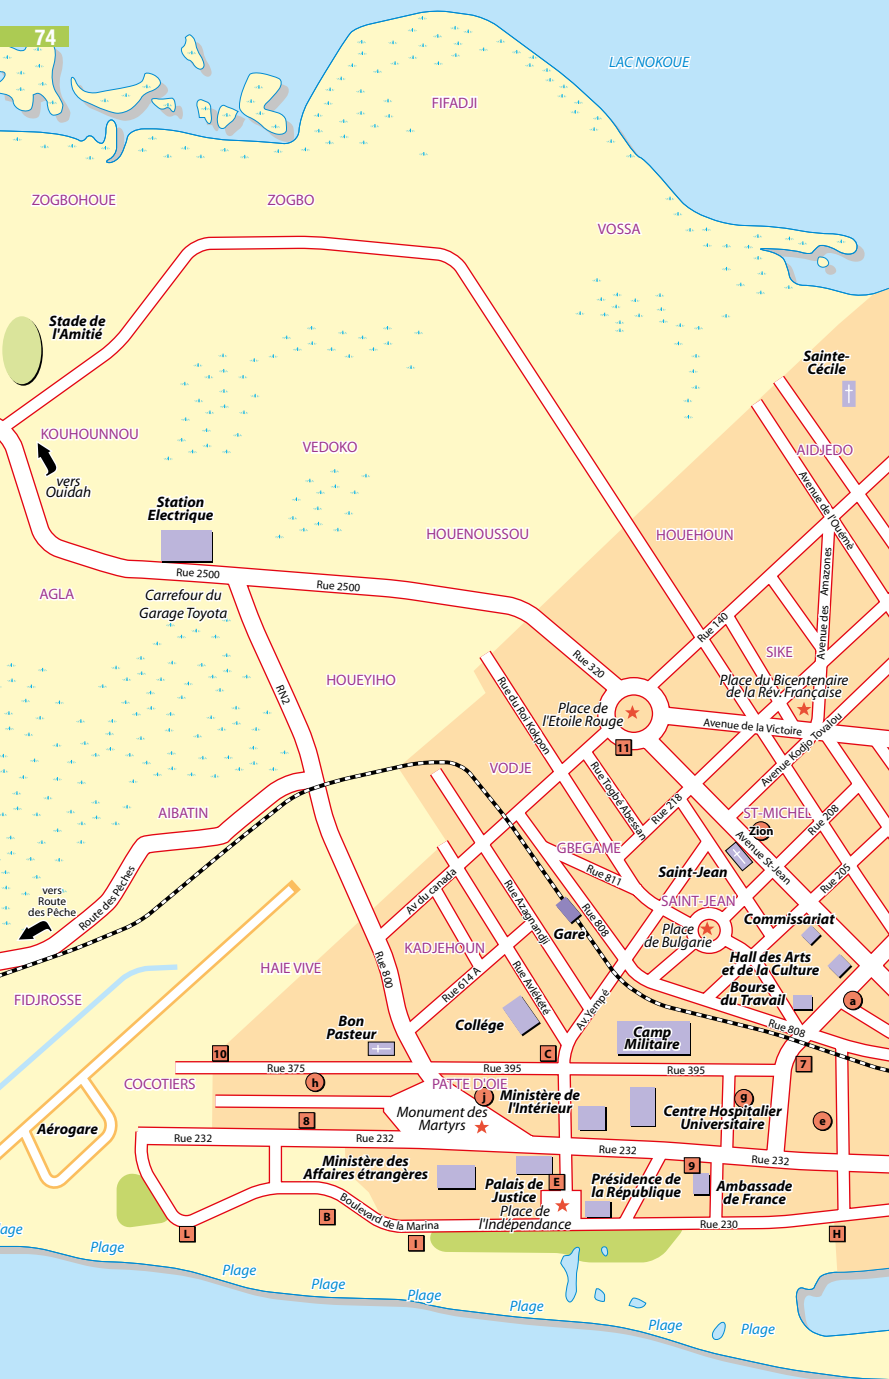 74
LAC NOKOUE
FIFADJI
ZOGBOHOUE
ZOGBO
VOSSA
Stade de
l'Amitié
Sainte-
Cécile
KOUHOUNNOU
VEDOKO
AIDJEDO
vers
Ouidah
Avenue de l'Ouémé
Station
Electrique
HOUENOUSSOU
HOUEHOUN
Rue 2500
Rue 2500
AGLA
Carrefour du
Garage Toyota
Avenue des Amazones
Rue 140
SIKE
Rue 320
HOUEYIHO
RN2
Place du Bicentenaire
de la Rév. Française
Rue du Roi Kokpon
Place de
l'Etoile Rouge
Avenue de la Victoire
11
Avenue Kodjo Tovalou
VODJE
Rue Togbé Abessan
AIBATIN
Rue 218
ST-MICHEL
Rue 208
Zion
Avenue St-Jean
GBEGAME
Saint-Jean
Rue 811
Rue 205
vers
Route
des Pêche
Route des Pêches
Av du canada
Rue Azagnandji
SAINT-JEAN
Rue 808
Commissariat
Gare
Place
de Bulgarie
KADJEHOUN
Hall des Arts
et de la Culture
HAIE VIVE
Rue 800
Rue 614 A
Rue Avlékété
Bourse
du Travail
a
FIDJROSSE
Av. Yempé
Collége
Bon
Pasteur
Camp
Militaire
Rue 808
10
C
7
Rue 375
Rue 395
Rue 395
COCOTIERS
h
PATTE D'OIE
j
Ministère de
l'Intérieur
g
Centre Hospitalier
Universitaire
e
8
Monument des
Martyrs
Aérogare
Rue 232
Rue 232
Rue 232
Rue 232
Ministère des
Affaires étrangères
9
Palais de
Justice
E
Présidence de
la République
Ambassade
de France
Boulevard de la Marina
Place de
l'Indépendance
B
Rue 230
L
I
H
age
Plage
Plage
Plage
Plage
Plage
Plage
Plage